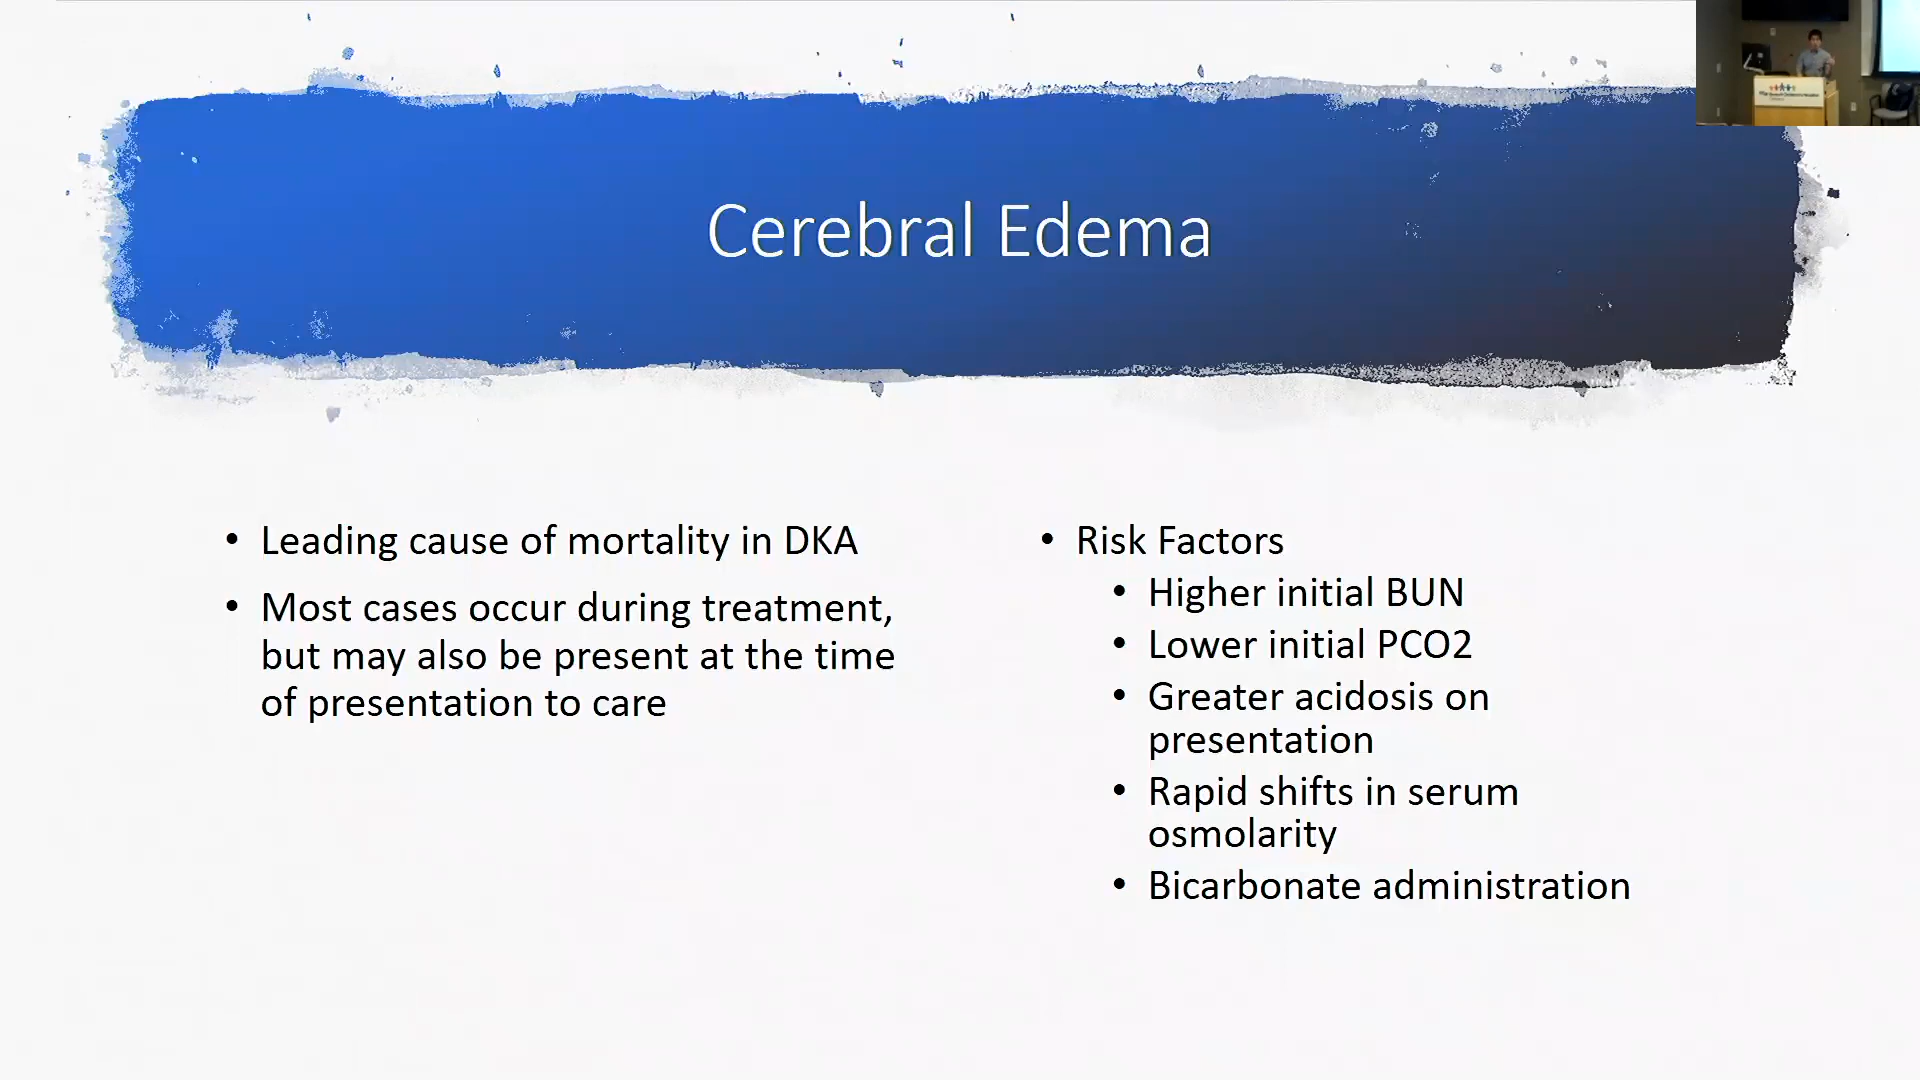 Cerebral Edema
• Leading cause of mortality in DKA
• Most cases occur during treatment,
but may also be present at the time
of presentation to care
• Risk Factors
• Higher initial BUN
• Lower initial PCO2
• Greater acidosis on
presentation
• Rapid shifts in serum
osmolarity
• Bicarbonate administration